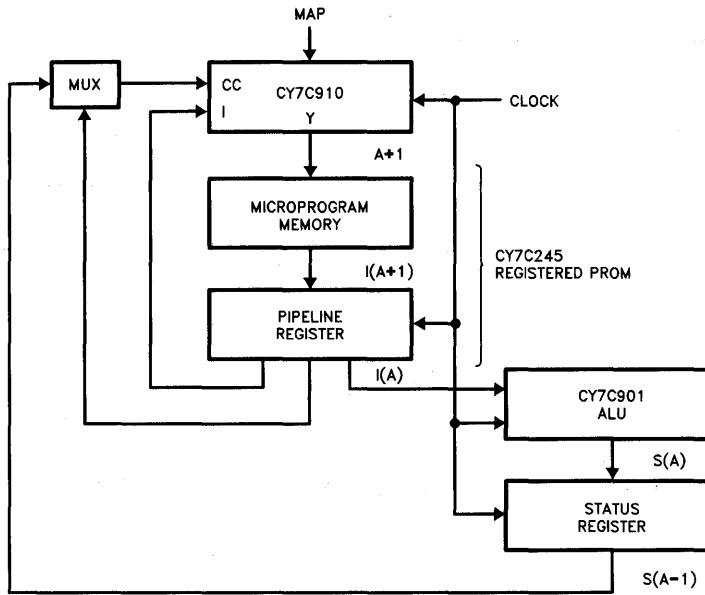 MAP
MUX
CC
CY7C910
I
Y
CLOCK
A+1
MICROPROGRAM
MEMORY
CY7C245
REGISTERED PROM
I(A+1)
PIPELINE
REGISTER
I(A)
CY7C901
ALU
S(A)
STATUS
REGISTER
S(A-1)